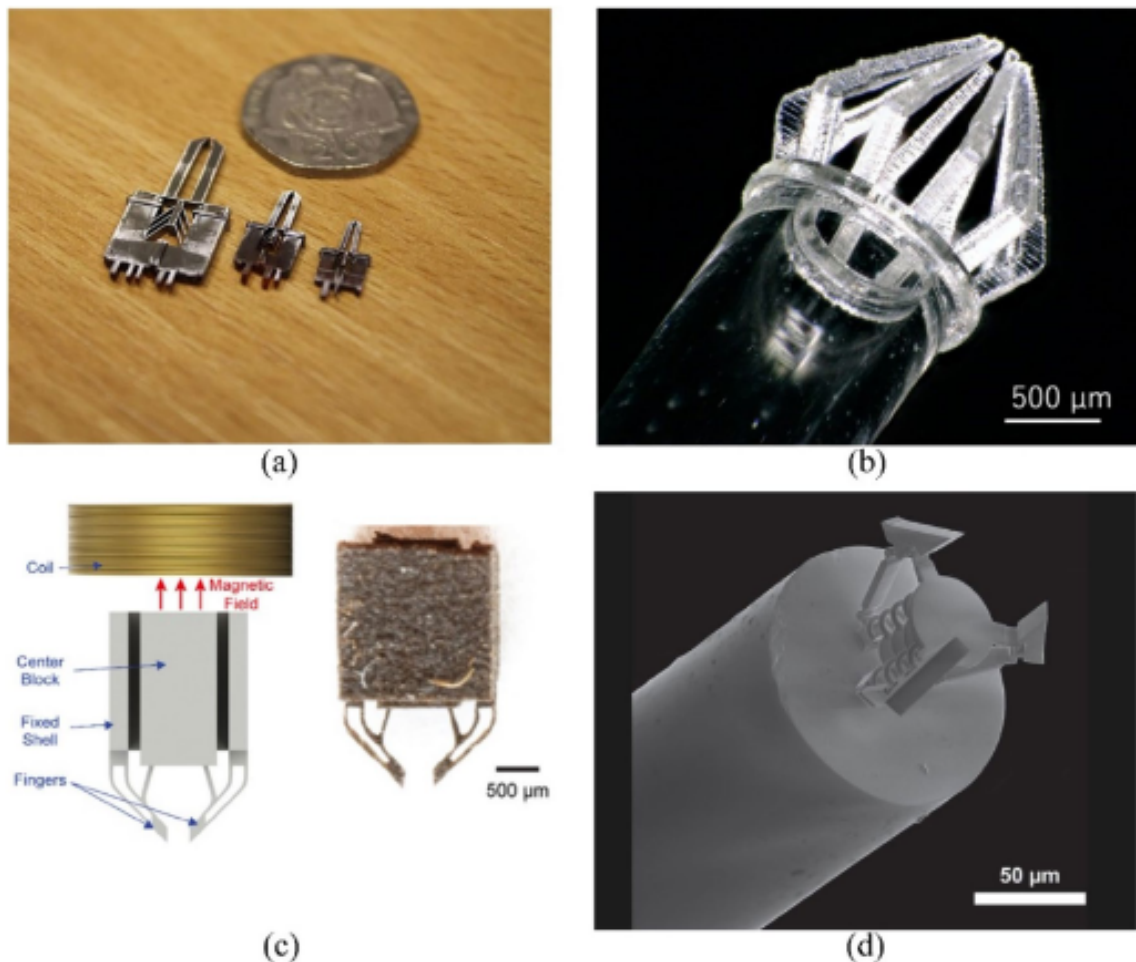 (a)
500 μm
(b)
Coil
Magnetic
Field
Center
Block
Fixed
Shell
Fingers
500 μm
(c)
50 μm
(d)